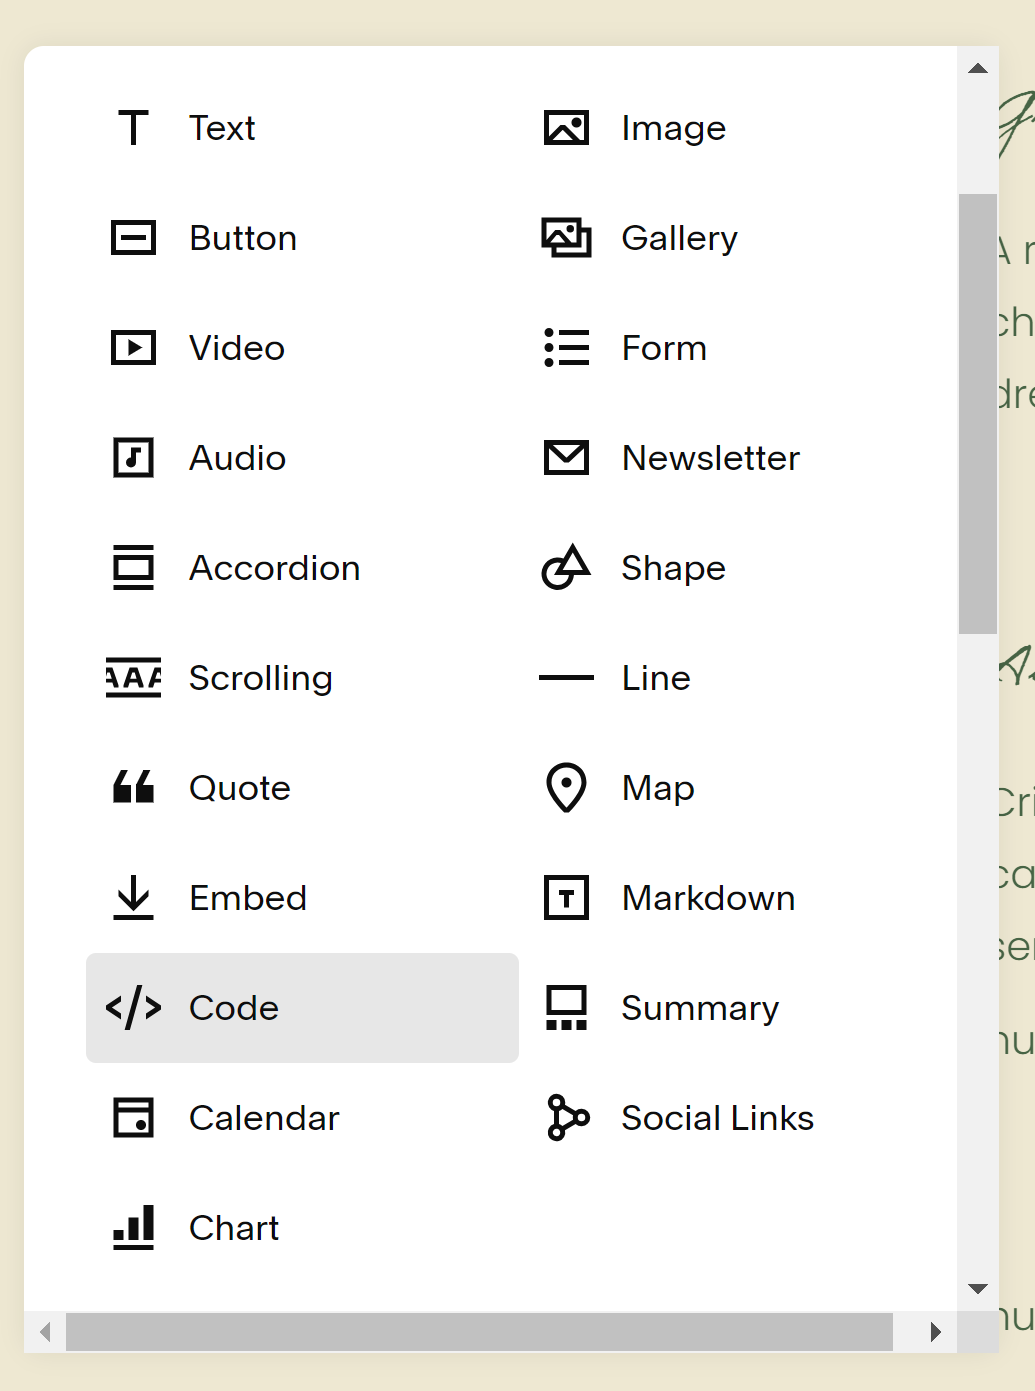 Text
Image
Button
Gallery
Video
Form
Audio
Newsletter
Accordion
Shape
Scrolling
Line
Quote
Map
Embed
Markdown
Code
Summary
Calendar
Social Links
Chart